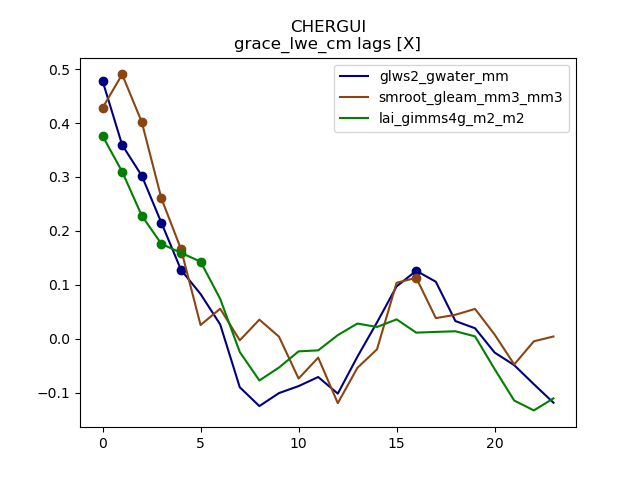 CHERGUI
grace_lwe_cm lags [X]
glws2_gwater_mm
smroot_gleam_mm3_mm3
lai_gimms4g_m2_m2
0.5
0.4
0.3
0.2
0.1
0.0
−0.1
0 5 10 15 20